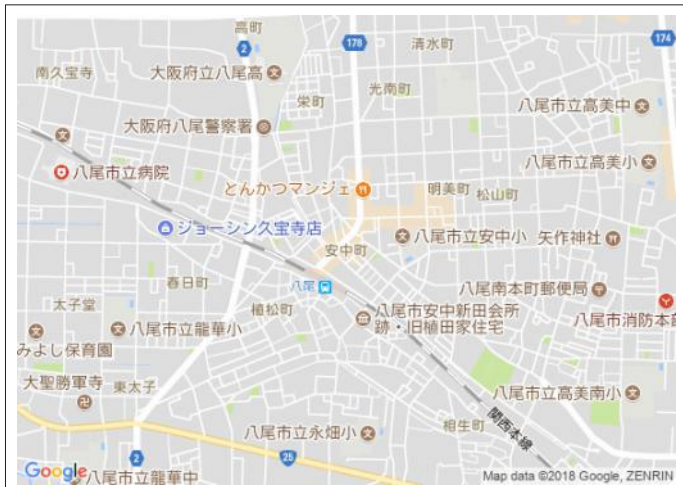 高町
2
178
清水町
174
南久宝寺
大阪府立八尾高
光南町
栄町
八尾市立高美中
大阪府八尾警察署
八尾市立病院
八尾市立高美小
とんかつマンジェ
明美町
松山町
ジョーシン久宝寺店
八尾市立安中小
矢作神社
安中町
春日町
八尾
八尾南本町郵便局
太子堂
植松町
八尾市安中新田会所
跡・旧植田家住宅
八尾市消防本部
八尾市立龍華小
みよし保育園
大聖勝軍寺
東太子
八尾市立高美南小
関西本線
相生町
八尾市立永畑小
2
25
Google
八尾市立龍華中
Map data ©2018 Google, ZENRIN